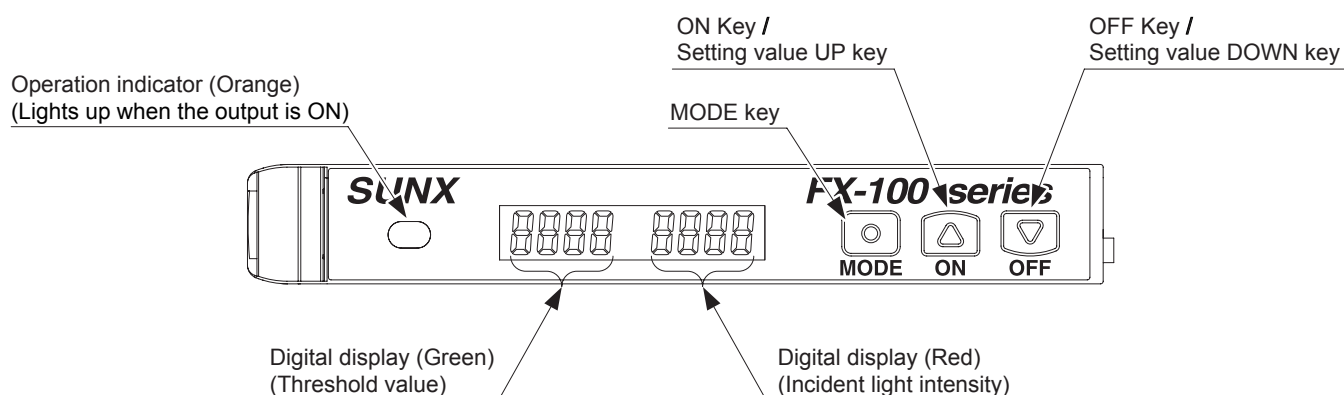 ON Key /
Setting value UP key
OFF Key /
Setting value DOWN key
Operation indicator (Orange)
(Lights up when the output is ON)
MODE key
SUNX
FX-100 series
8888 8888
MODE ON OFF
Digital display (Green)
(Threshold value)
Digital display (Red)
(Incident light intensity)